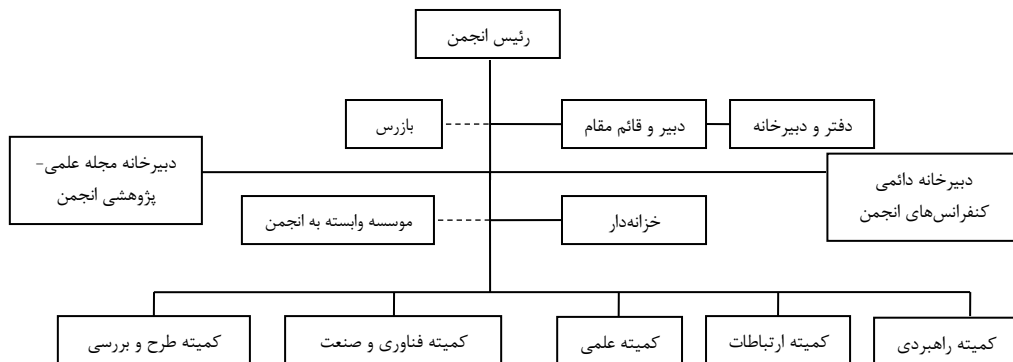 رئیس انجمن
دفتر و دبیرخانه
دبیر و قائم مقام
بازرس
دبیرخانه دائمی
کنفرانس‌های انجمن
دبیرخانه مجله علمی-
پژوهشی انجمن
خزانه‌دار
موسسه وابسته به انجمن
کمیته راهبردی
کمیته ارتباطات
کمیته علمی
کمیته فناوری و صنعت
کمیته طرح و بررسی